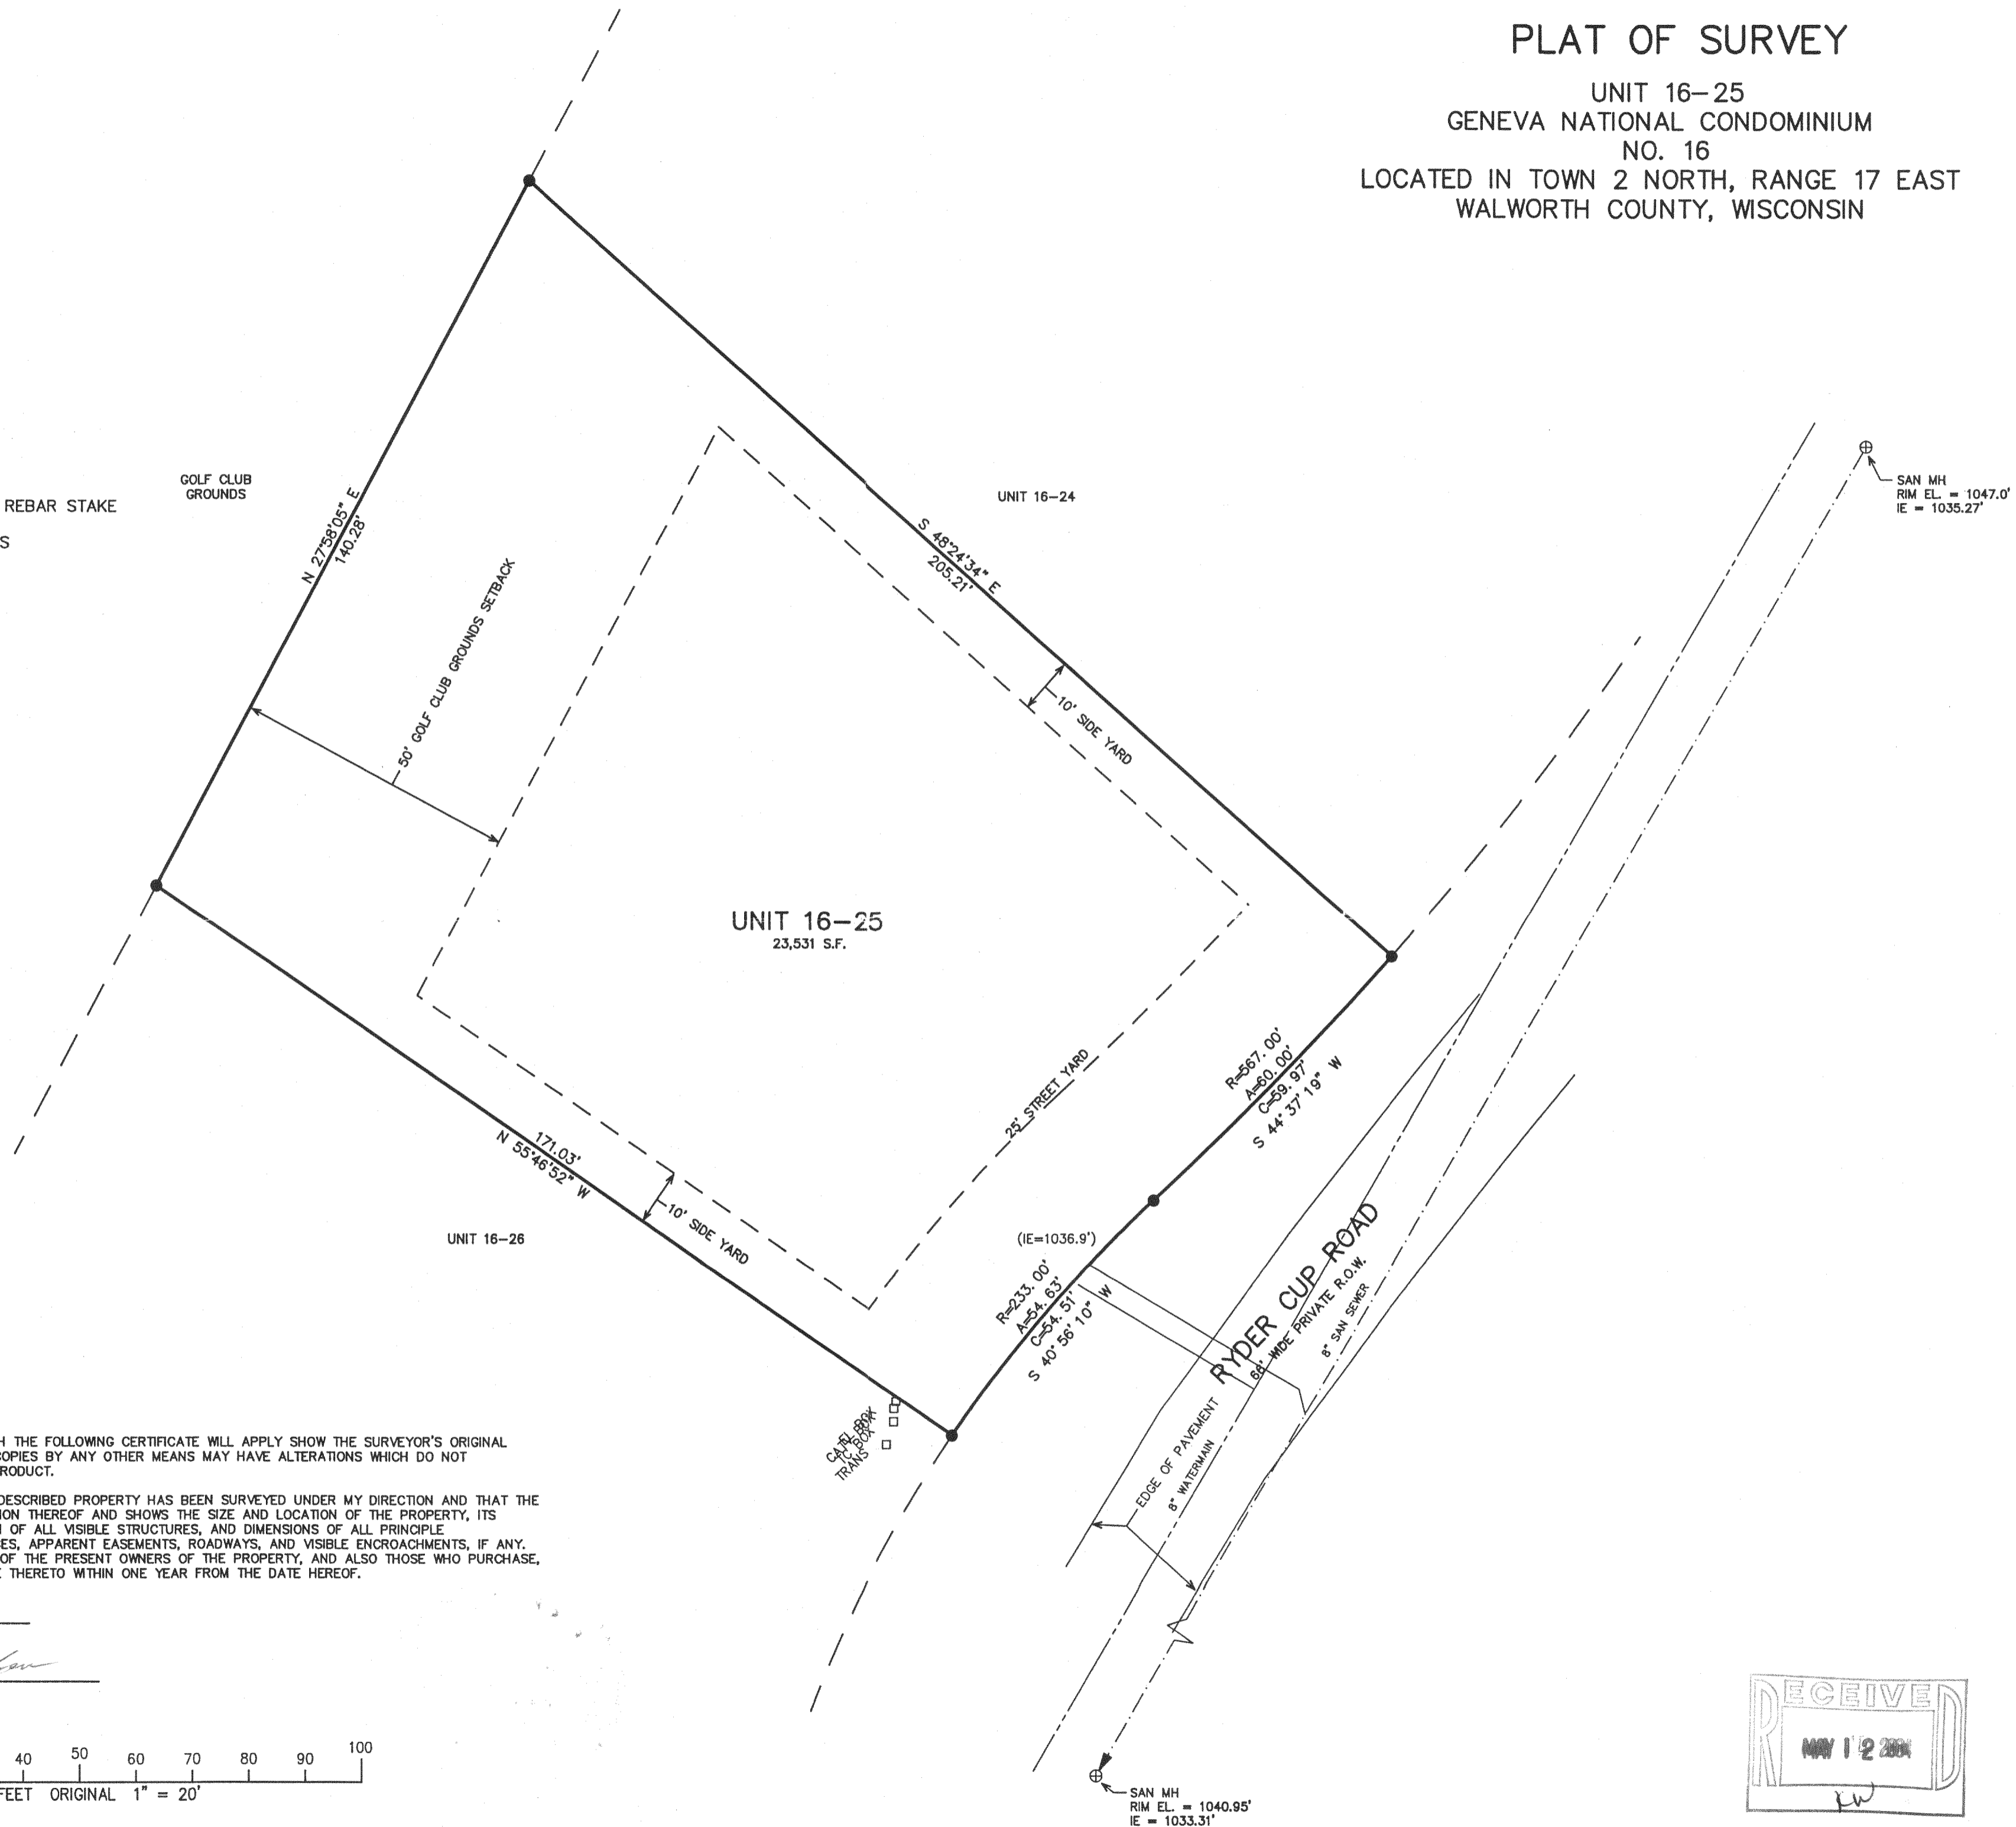 PLAT OF SURVEY
UNIT 16-25
GENEVA NATIONAL CONDOMINIUM
NO. 16
LOCATED IN TOWN 2 NORTH, RANGE 17 EAST
WALWORTH COUNTY, WISCONSIN
SAN MH
RIM EL. = 1047.0'
IE = 1035.27'
GOLF CLUB
GROUNDS
REBAR STAKE
S
UNIT 16-24
N 27°58'05" E
140.28'
50' GOLF CLUB GROUNDS SETBACK
S 48°24'34" E
205.21'
10' SIDE YARD
UNIT 16-25
23,531 S.F.
25' STREET YARD
R=567.00'
A=60.00'
C=59.97'
S 44°37'19" W
171.03'
N 55°46'52" W
10' SIDE YARD
UNIT 16-26
(IE=1036.9')
R=233.00'
A=54.63'
C=54.51'
S 40°56'10" W
RYDER CUP ROAD
66' WIDE PRIVATE R.O.W.
8" SAN SEWER
EDGE OF PAVEMENT
8" WATERMAIN
EL BOX
CATV BOX
TC BOX
TRANS
H THE FOLLOWING CERTIFICATE WILL APPLY SHOW THE SURVEYOR'S ORIGINAL
COPIES BY ANY OTHER MEANS MAY HAVE ALTERATIONS WHICH DO NOT
RODUCT.
DESCRIBED PROPERTY HAS BEEN SURVEYED UNDER MY DIRECTION AND THAT THE
ION THEREOF AND SHOWS THE SIZE AND LOCATION OF THE PROPERTY, ITS
OF ALL VISIBLE STRUCTURES, AND DIMENSIONS OF ALL PRINCIPLE
ES, APPARENT EASEMENTS, ROADWAYS, AND VISIBLE ENCROACHMENTS, IF ANY.
OF THE PRESENT OWNERS OF THE PROPERTY, AND ALSO THOSE WHO PURCHASE,
THERETO WITHIN ONE YEAR FROM THE DATE HEREOF.
40 50 60 70 80 90 100
FEET ORIGINAL 1" = 20'
SAN MH
RIM EL. = 1040.95'
IE = 1033.31'
RECEIVED
MAY 12 2004